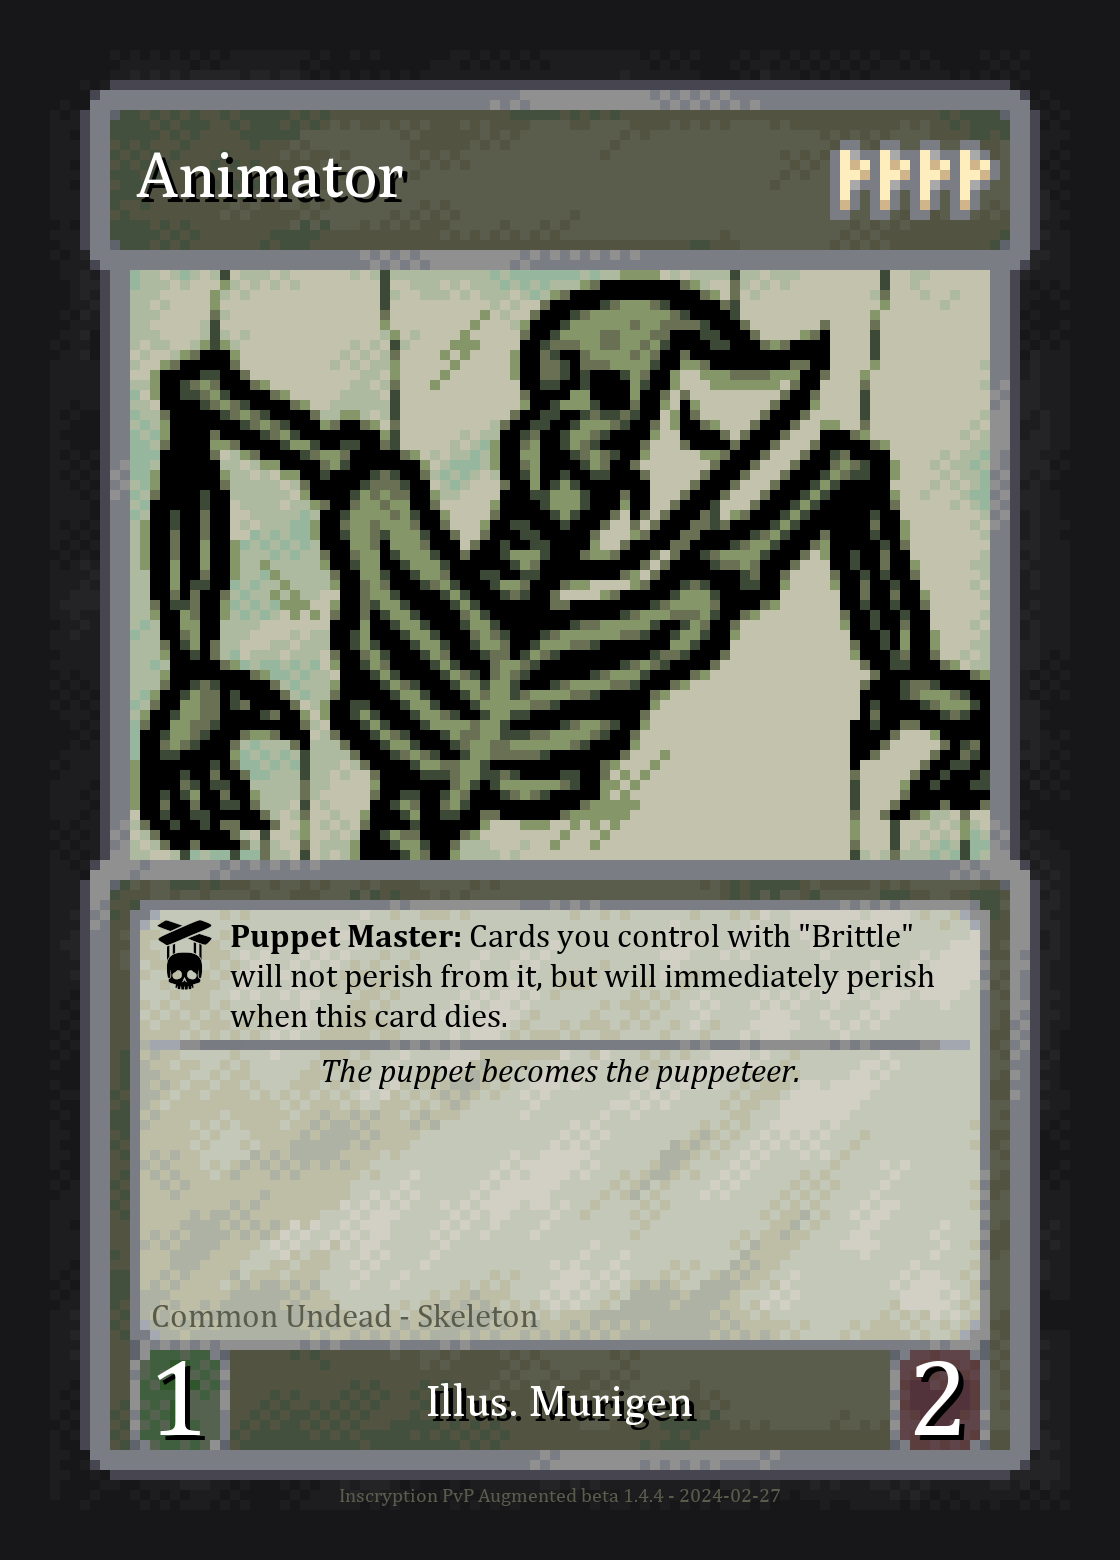 Animator
Puppet Master: Cards you control with "Brittle"
will not perish from it, but will immediately perish
when this card dies.
The puppet becomes the puppeteer.
Common Undead - Skeleton
1
Illus. Murigen
2
Inscryption PvP Augmented beta 1.4.4 - 2024-02-27